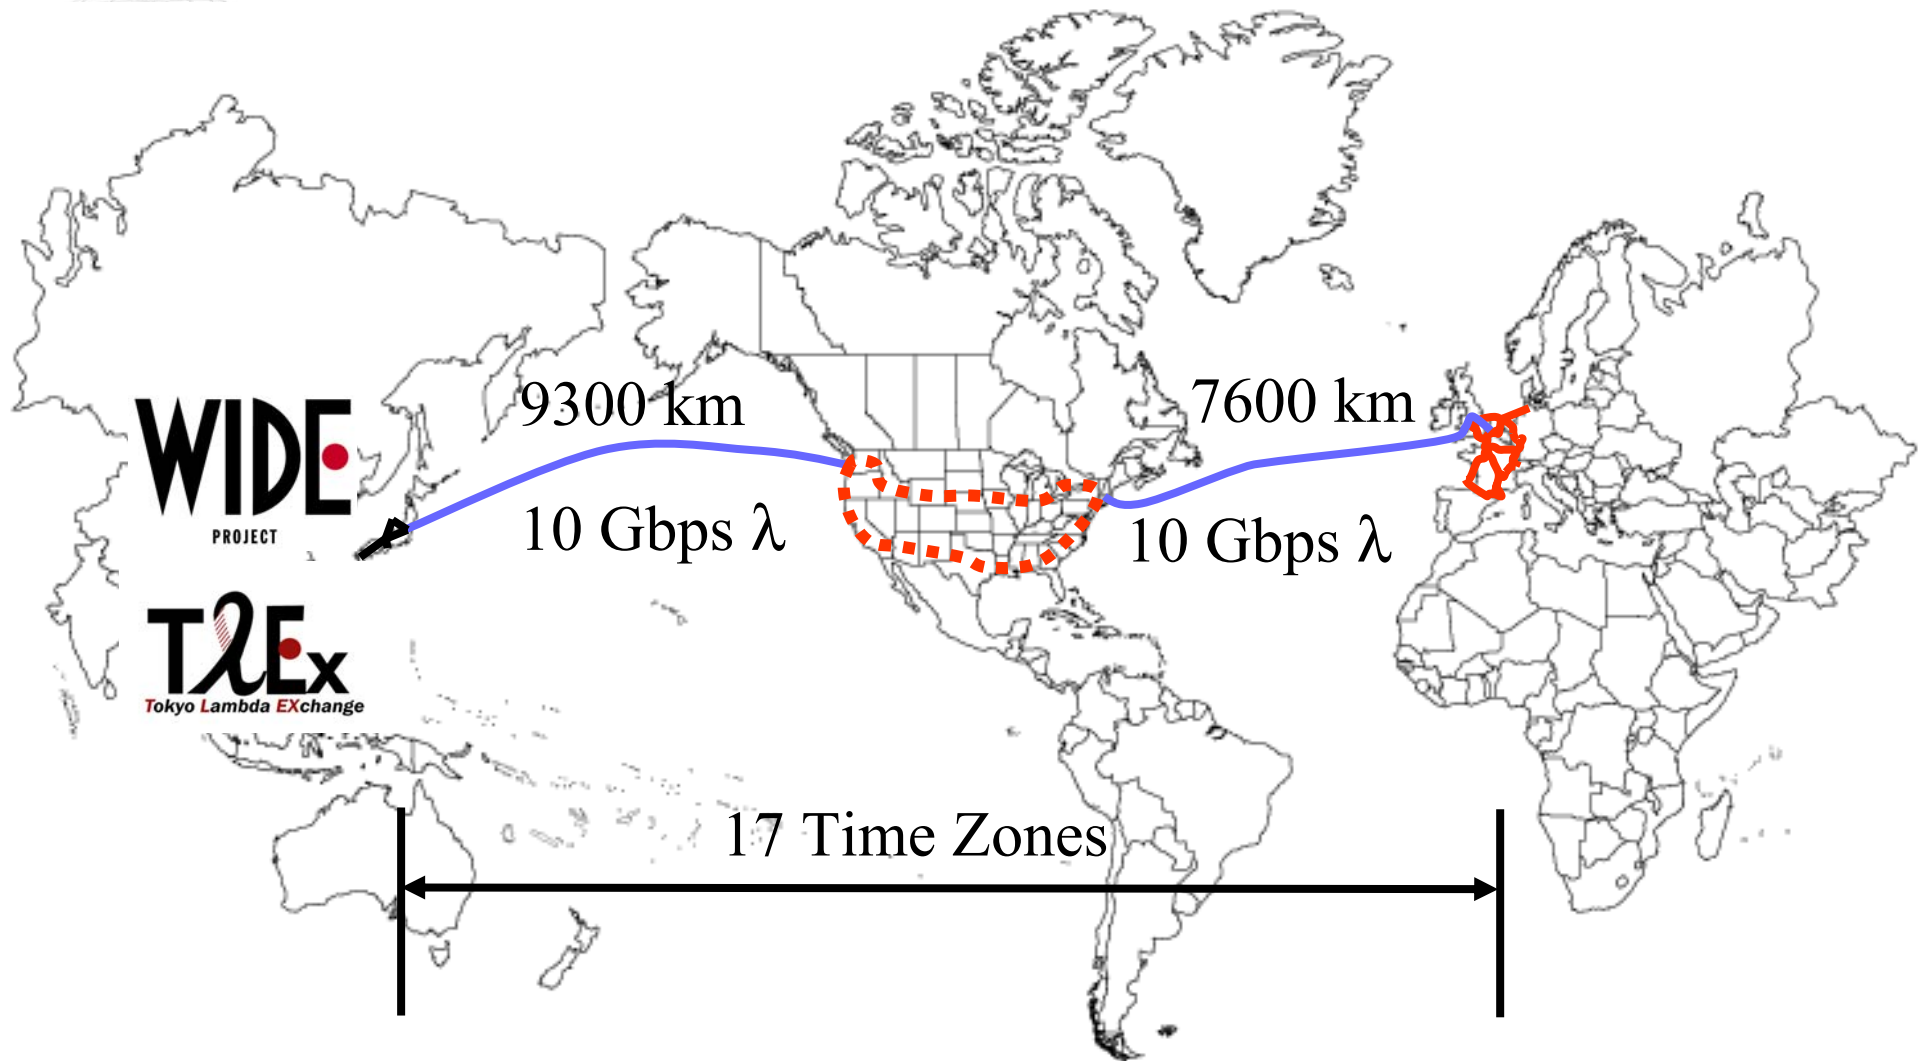 9300 km
7600 km
WIDE
PROJECT
10 Gbps λ
10 Gbps λ
TλEx
Tokyo Lambda EXchange
17 Time Zones